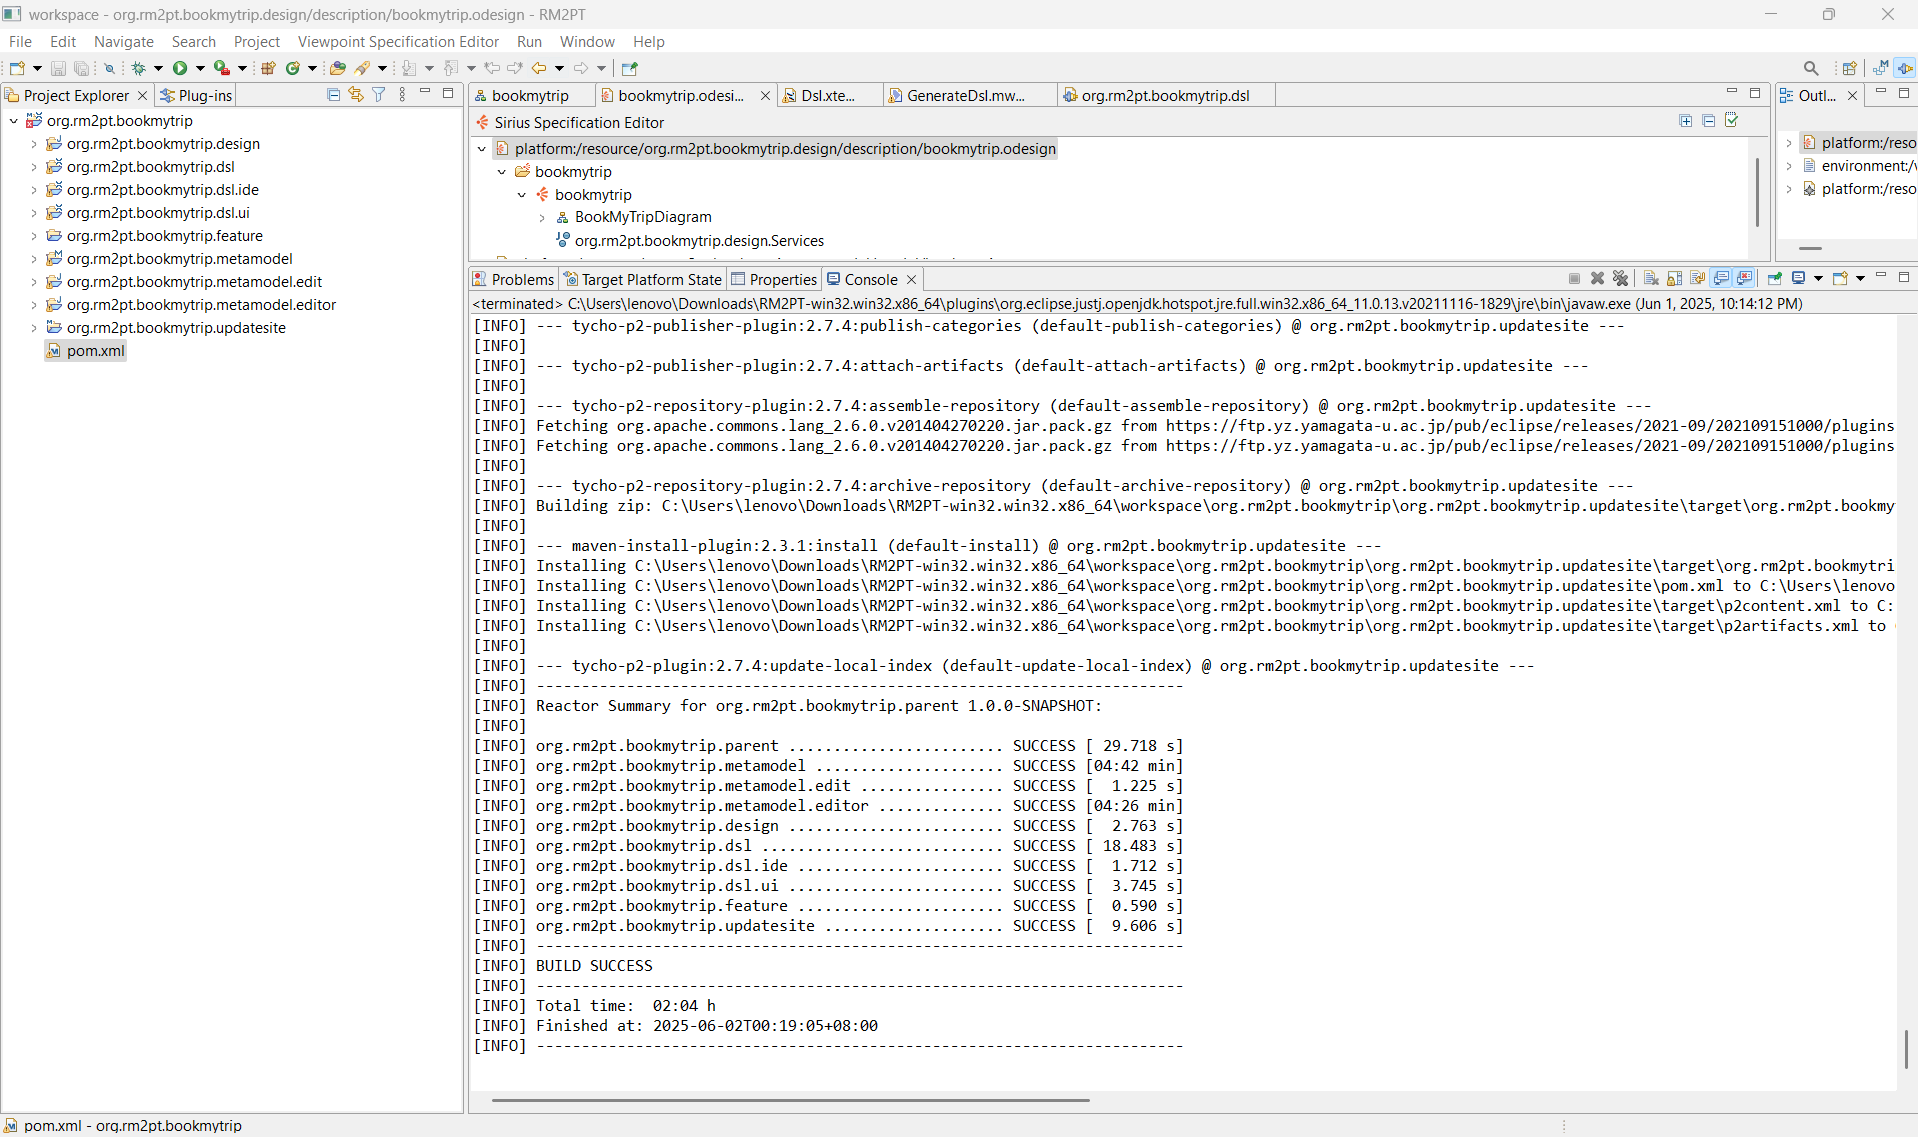 workspace - org.rm2pt.bookmytrip.design/description/bookmytrip.odesign - RM2PT
File Edit Navigate Search Project Viewpoint Specification Editor Run Window Help
Project Explorer
Plug-ins
org.rm2pt.bookmytrip
org.rm2pt.bookmytrip.design
org.rm2pt.bookmytrip.dsl
org.rm2pt.bookmytrip.dsl.ide
org.rm2pt.bookmytrip.dsl.ui
org.rm2pt.bookmytrip.feature
org.rm2pt.bookmytrip.metamodel
org.rm2pt.bookmytrip.metamodel.edit
org.rm2pt.bookmytrip.metamodel.editor
org.rm2pt.bookmytrip.updatesite
pom.xml
bookmytrip
bookmytrip.odesi...
Dsl.xte...
GenerateDsl.mw...
org.rm2pt.bookmytrip.dsl
Sirius Specification Editor
platform:/resource/org.rm2pt.bookmytrip.design/description/bookmytrip.odesign
bookmytrip
bookmytrip
BookMyTripDiagram
org.rm2pt.bookmytrip.design.Services
Outl...
platform:/reso
environment:/v
platform:/reso
Problems
Target Platform State
Properties
Console
<terminated> C:\Users\lenovo\Downloads\RM2PT-win32.win32.x86_64\plugins\org.eclipse.justj.openjdk.hotspot.jre.full.win32.x86_64_11.0.13.v20211116-1829\jre\bin\javaw.exe (Jun 1, 2025, 10:14:12 PM)
[INFO] --- tycho-p2-publisher-plugin:2.7.4:publish-categories (default-publish-categories) @ org.rm2pt.bookmytrip.updatesite ---
[INFO]
[INFO] --- tycho-p2-publisher-plugin:2.7.4:attach-artifacts (default-attach-artifacts) @ org.rm2pt.bookmytrip.updatesite ---
[INFO]
[INFO] --- tycho-p2-repository-plugin:2.7.4:assemble-repository (default-assemble-repository) @ org.rm2pt.bookmytrip.updatesite ---
[INFO] Fetching org.apache.commons.lang_2.6.0.v201404270220.jar.pack.gz from https://ftp.yz.yamagata-u.ac.jp/pub/eclipse/releases/2021-09/202109151000/plugins
[INFO] Fetching org.apache.commons.lang_2.6.0.v201404270220.jar.pack.gz from https://ftp.yz.yamagata-u.ac.jp/pub/eclipse/releases/2021-09/202109151000/plugins
[INFO]
[INFO] --- tycho-p2-repository-plugin:2.7.4:archive-repository (default-archive-repository) @ org.rm2pt.bookmytrip.updatesite ---
[INFO] Building zip: C:\Users\lenovo\Downloads\RM2PT-win32.win32.x86_64\workspace\org.rm2pt.bookmytrip\org.rm2pt.bookmytrip.updatesite\target\org.rm2pt.bookmy
[INFO]
[INFO] --- maven-install-plugin:2.3.1:install (default-install) @ org.rm2pt.bookmytrip.updatesite ---
[INFO] Installing C:\Users\lenovo\Downloads\RM2PT-win32.win32.x86_64\workspace\org.rm2pt.bookmytrip\org.rm2pt.bookmytrip.updatesite\target\org.rm2pt.bookmytri
[INFO] Installing C:\Users\lenovo\Downloads\RM2PT-win32.win32.x86_64\workspace\org.rm2pt.bookmytrip\org.rm2pt.bookmytrip.updatesite\pom.xml to C:\Users\lenovo
[INFO] Installing C:\Users\lenovo\Downloads\RM2PT-win32.win32.x86_64\workspace\org.rm2pt.bookmytrip\org.rm2pt.bookmytrip.updatesite\target\p2content.xml to C:
[INFO] Installing C:\Users\lenovo\Downloads\RM2PT-win32.win32.x86_64\workspace\org.rm2pt.bookmytrip\org.rm2pt.bookmytrip.updatesite\target\p2artifacts.xml to
[INFO]
[INFO] --- tycho-p2-plugin:2.7.4:update-local-index (default-update-local-index) @ org.rm2pt.bookmytrip.updatesite ---
[INFO] ------------------------------------------------------------------------
[INFO] Reactor Summary for org.rm2pt.bookmytrip.parent 1.0.0-SNAPSHOT:
[INFO]
[INFO] org.rm2pt.bookmytrip.parent ........................ SUCCESS [ 29.718 s]
[INFO] org.rm2pt.bookmytrip.metamodel ..................... SUCCESS [04:42 min]
[INFO] org.rm2pt.bookmytrip.metamodel.edit ................ SUCCESS [  1.225 s]
[INFO] org.rm2pt.bookmytrip.metamodel.editor .............. SUCCESS [04:26 min]
[INFO] org.rm2pt.bookmytrip.design ........................ SUCCESS [  2.763 s]
[INFO] org.rm2pt.bookmytrip.dsl ........................... SUCCESS [ 18.483 s]
[INFO] org.rm2pt.bookmytrip.dsl.ide ....................... SUCCESS [  1.712 s]
[INFO] org.rm2pt.bookmytrip.dsl.ui ........................ SUCCESS [  3.745 s]
[INFO] org.rm2pt.bookmytrip.feature ....................... SUCCESS [  0.590 s]
[INFO] org.rm2pt.bookmytrip.updatesite .................... SUCCESS [  9.606 s]
[INFO] ------------------------------------------------------------------------
[INFO] BUILD SUCCESS
[INFO] ------------------------------------------------------------------------
[INFO] Total time:  02:04 h
[INFO] Finished at: 2025-06-02T00:19:05+08:00
[INFO] ------------------------------------------------------------------------
pom.xml - org.rm2pt.bookmytrip